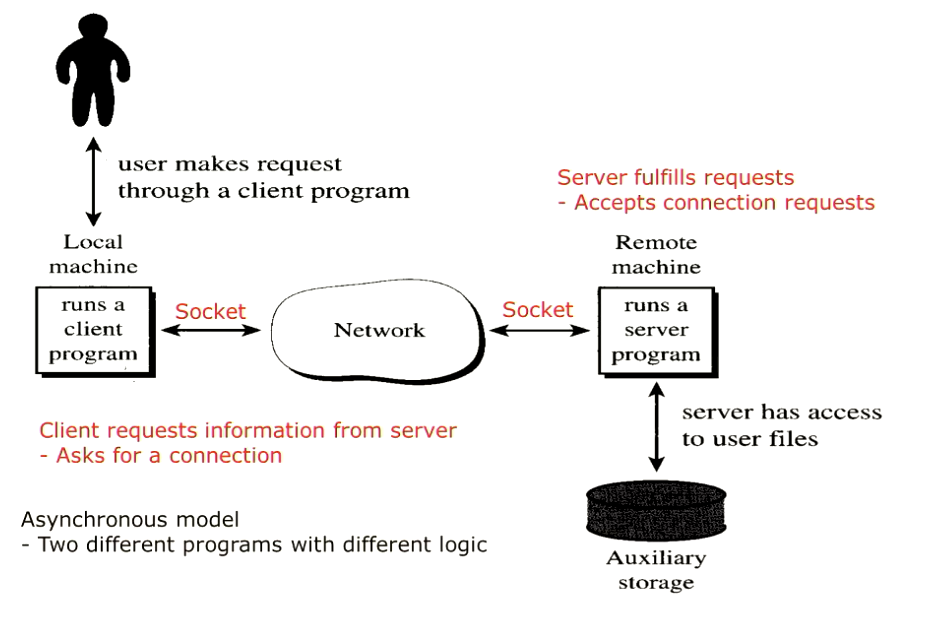 user makes request
through a client program
Server fulfills requests
- Accepts connection requests
Local
machine
Remote
machine
runs a
client
program
Socket
Network
Socket
runs a
server
program
Client requests information from server
- Asks for a connection
server has access
to user files
Asynchronous model
- Two different programs with different logic
Auxiliary
storage